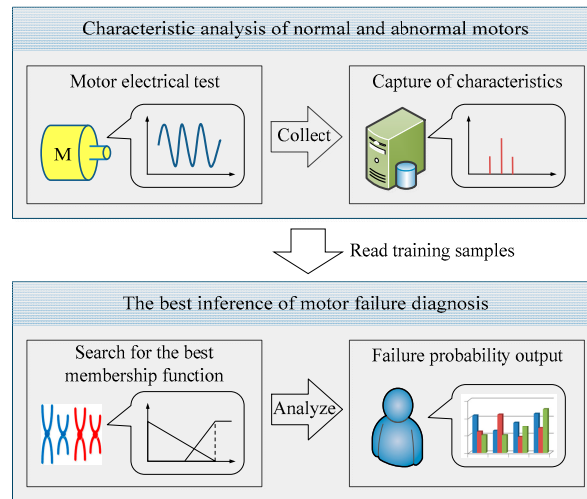 Characteristic analysis of normal and abnormal motors
Motor electrical test
M
Collect
Capture of characteristics
Read training samples
The best inference of motor failure diagnosis
Search for the best
membership function
Analyze
Failure probability output